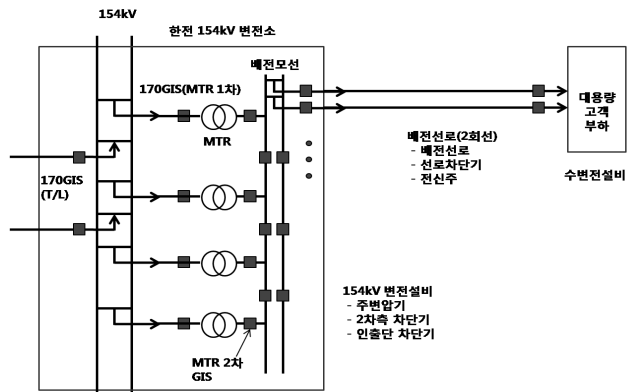 154kV
한전 154kV 변전소
배전모선
170GIS(MTR 1차)
MTR
대용량
고객
부하
배전선로(2회선)
- 배전선로
- 선로차단기
- 전신주
수변전설비
170GIS
(T/L)
154kV 변전설비
- 주변압기
- 2차측 차단기
- 인출단 차단기
MTR 2차
GIS